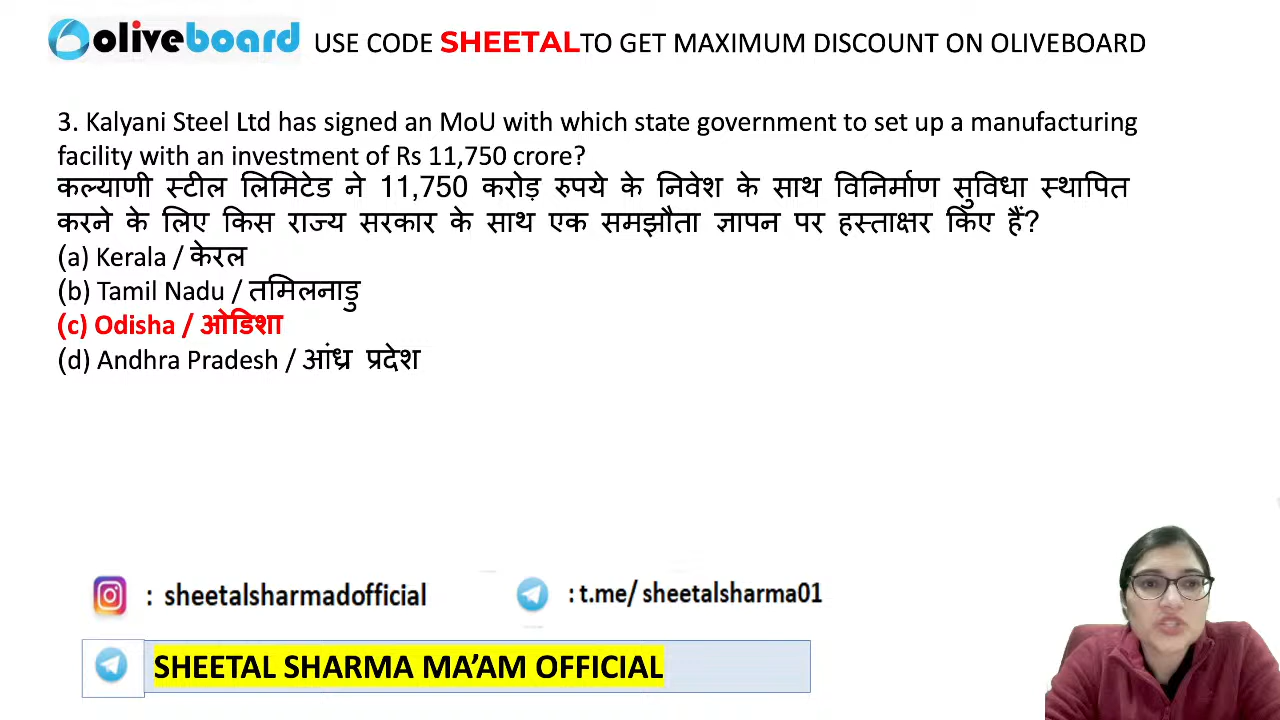 oliveboard USE CODE SHEETAL TO GET MAXIMUM DISCOUNT ON OLIVEBOARD
3. Kalyani Steel Ltd has signed an MoU with which state government to set up a manufacturing
facility with an investment of Rs 11,750 crore?
कल्याणी स्टील लिमिटेड ने 11,750 करोड़ रुपये के निवेश के साथ विनिर्माण सुविधा स्थापित
करने के लिए किस राज्य सरकार के साथ एक समझौता ज्ञापन पर हस्ताक्षर किए हैं?
(a) Kerala / केरल
(b) Tamil Nadu / तमिलनाडु
(c) Odisha / ओडिशा
(d) Andhra Pradesh / आंध्र प्रदेश
: sheetalsharmadofficial : t.me/ sheetalsharma01
SHEETAL SHARMA MA’AM OFFICIAL